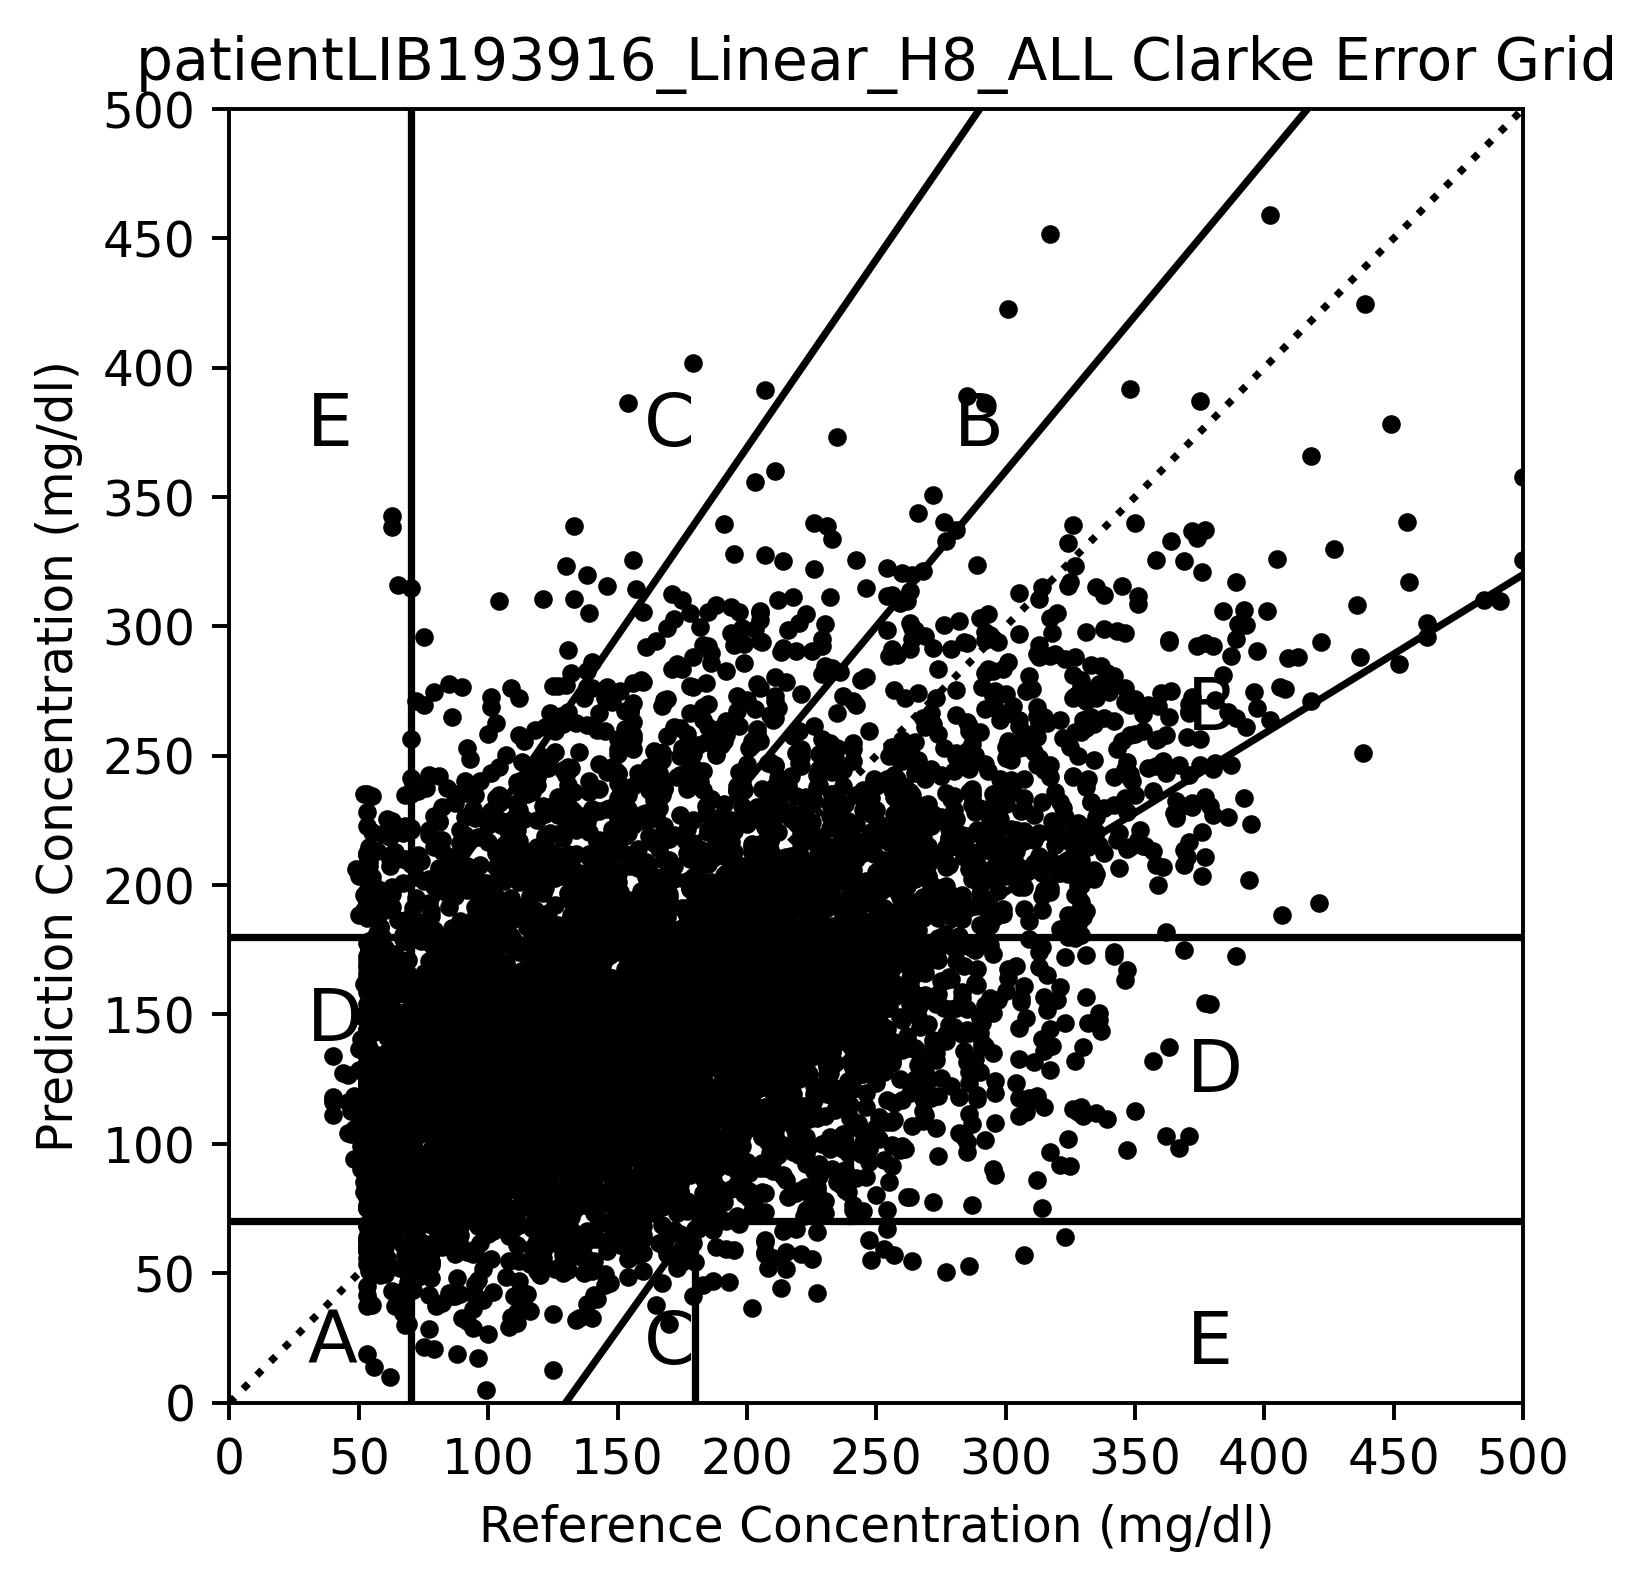 patientLIB193916_Linear_H8_ALL Clarke Error Grid
500
450
400
350
300
250
200
150
100
50
0
Prediction Concentration (mg/dl)
E
C
B
B
D
D
A
C
E
0 50 100 150 200 250 300 350 400 450 500
Reference Concentration (mg/dl)